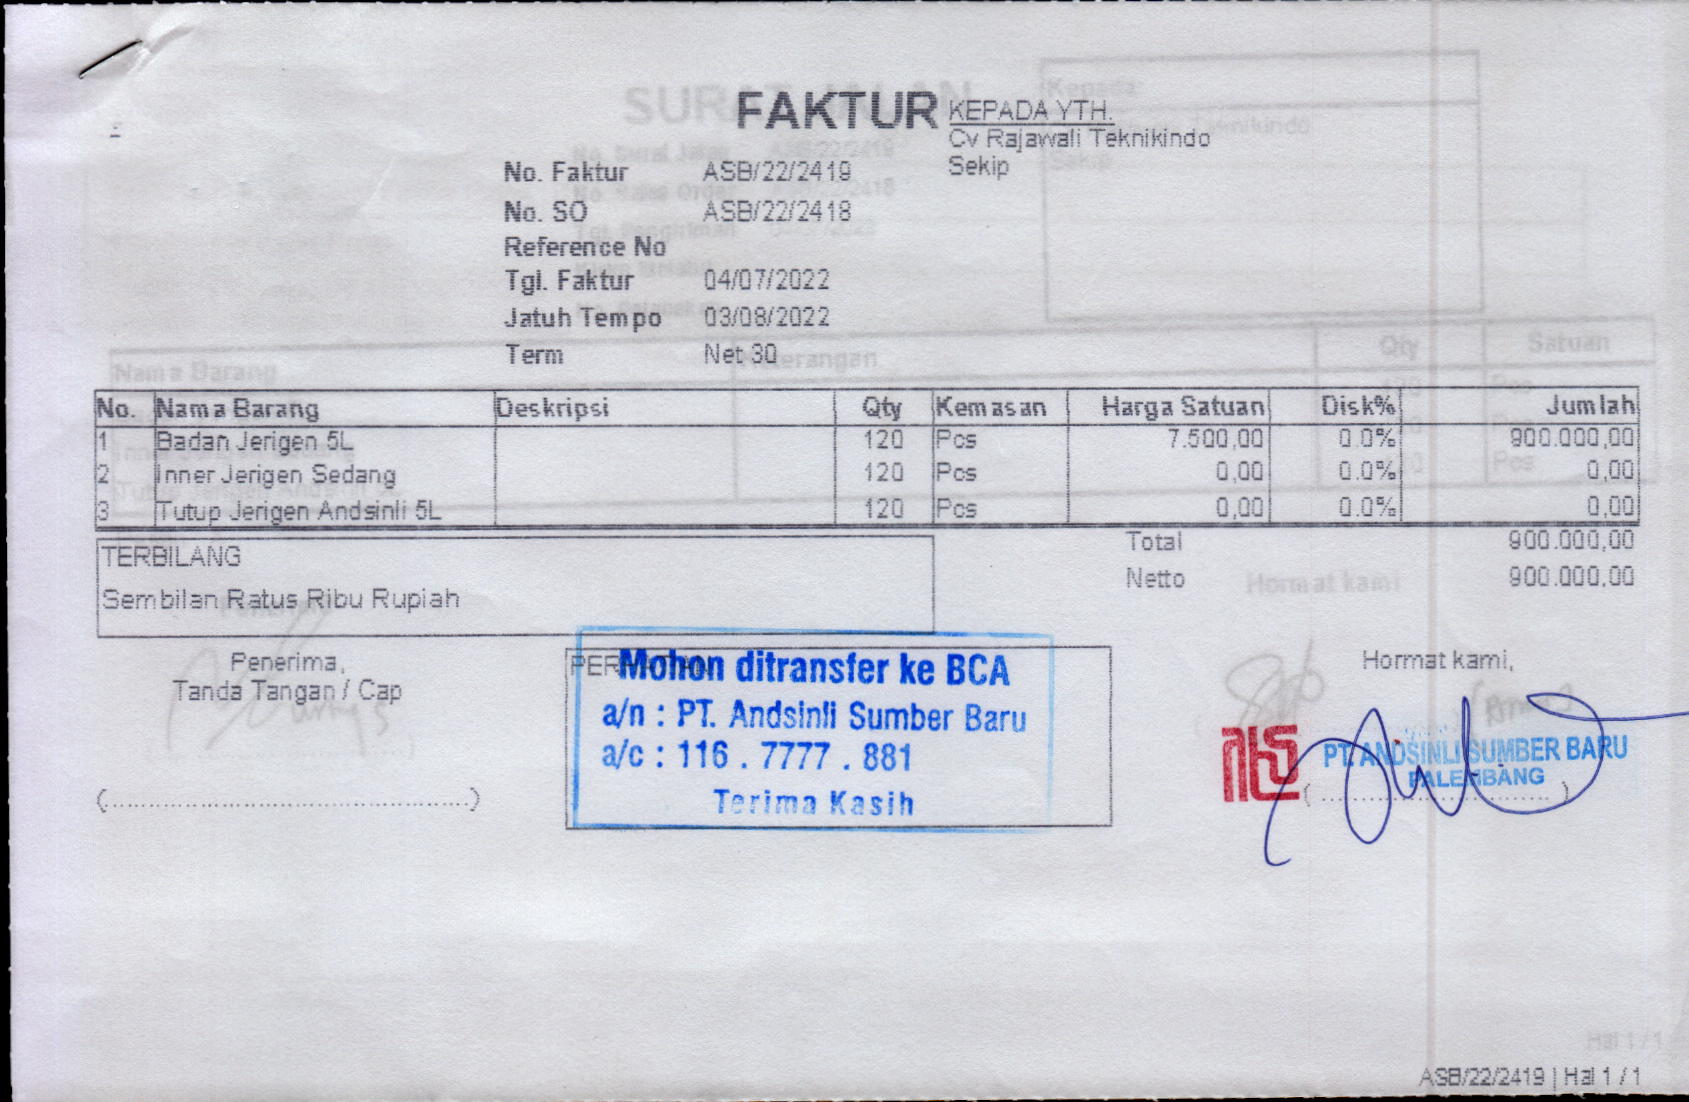 FAKTUR
KEPADA YTH.
Cv Rajawali Teknikindo
Sekip
No. Faktur ASB/22/2419
No. SO ASB/22/2418
Reference No
Tgl. Faktur 04/07/2022
Jatuh Tempo 03/08/2022
Term Net 30
No. Nama Barang Deskripsi Qty Kemasan Harga Satuan Disk% Jumlah
1 Badan Jerigen 5L 120 Pcs 7.500,00 0.0% 900.000,00
2 Inner Jerigen Sedang 120 Pcs 0,00 0.0% 0,00
3 Tutup Jerigen Andsinli 5L 120 Pcs 0,00 0.0% 0,00
Total 900.000,00
Netto 900.000,00
TERBILANG
Sembilan Ratus Ribu Rupiah
Penerima,
Tanda Tangan / Cap
(...............................................)
Mohon ditransfer ke BCA
a/n : PT. Andsinli Sumber Baru
a/c : 116 . 7777 . 881
Terima Kasih
Hormat kami,
PT. ANDSINLI SUMBER BARU
PALEMBANG
ASB/22/2419 | Hal 1 / 1